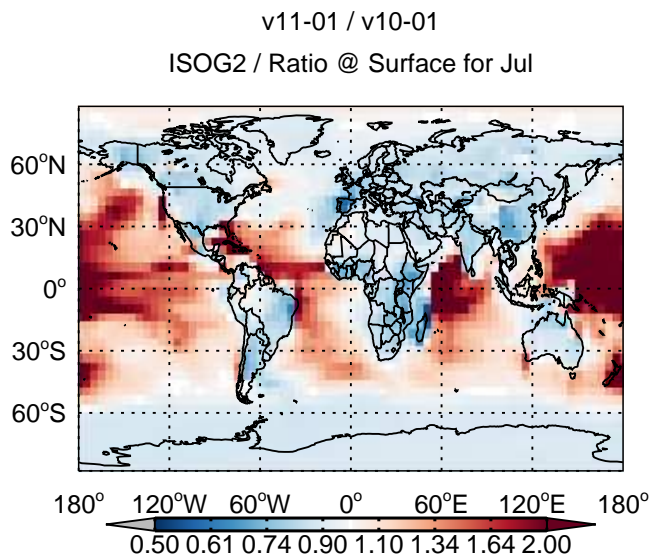 v11-01 / v10-01
ISOG2 / Ratio @ Surface for Jul
60°N
30°N
0°
30°S
60°S
180° 120°W 60°W 0° 60°E 120°E 180°
0.50 0.61 0.74 0.90 1.10 1.34 1.64 2.00